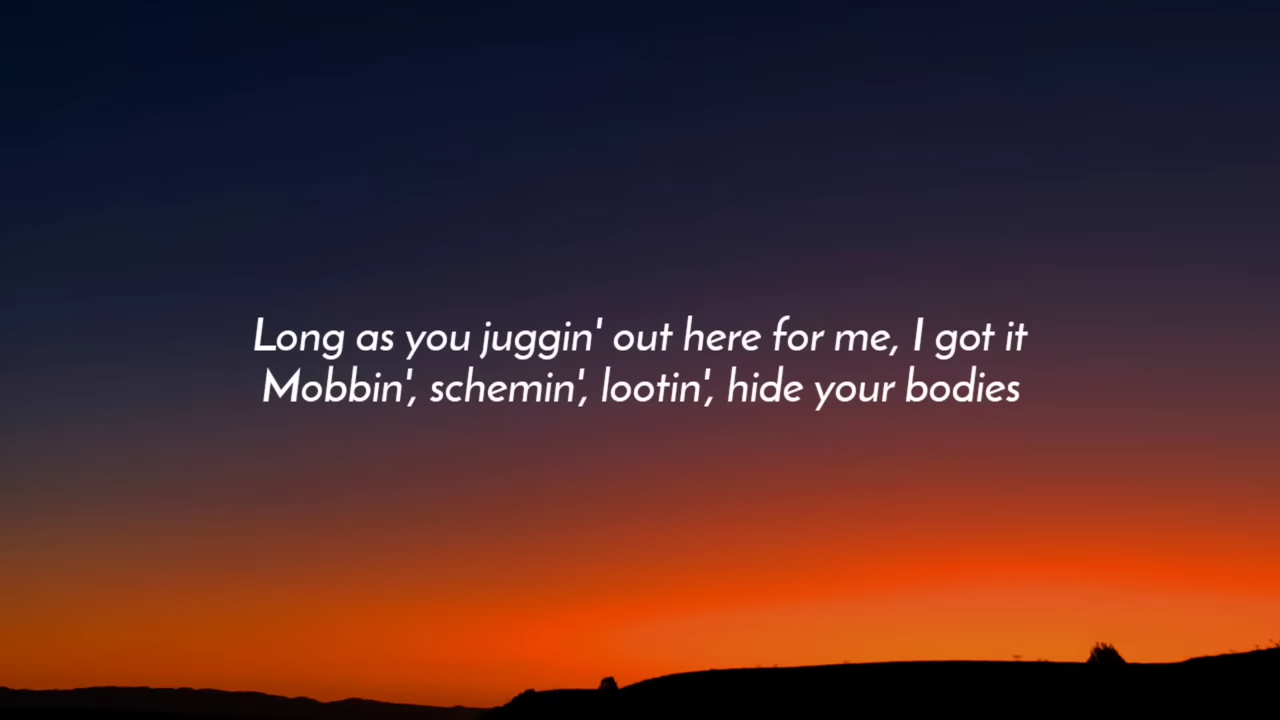 Long as you juggin' out here for me, I got it
Mobbin', schemin', lootin', hide your bodies